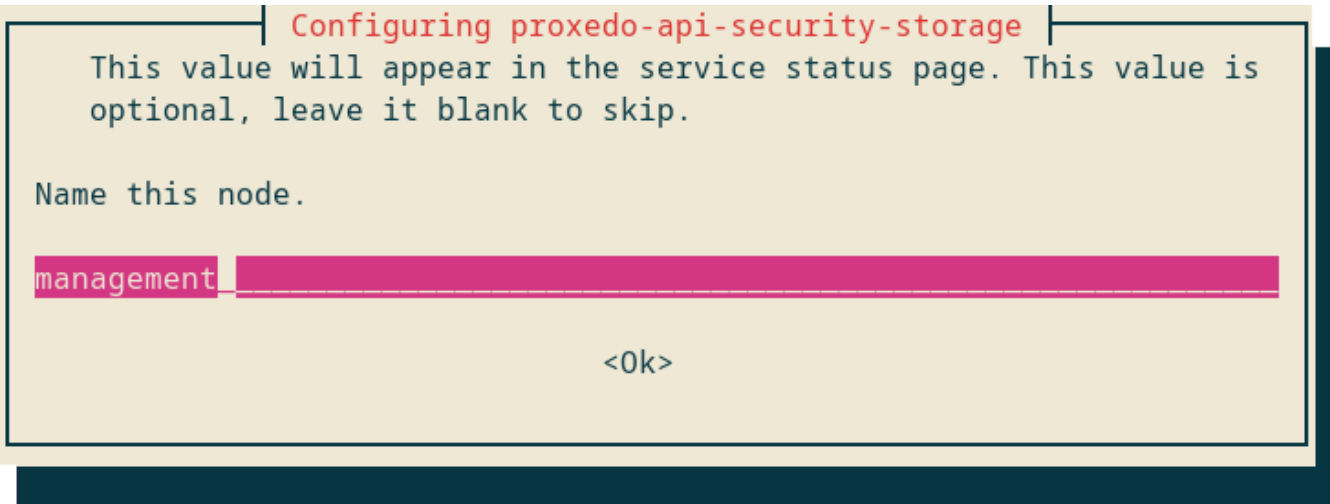 Configuring proxedo-api-security-storage
This value will appear in the service status page. This value is
optional, leave it blank to skip.
Name this node.
management
<Ok>